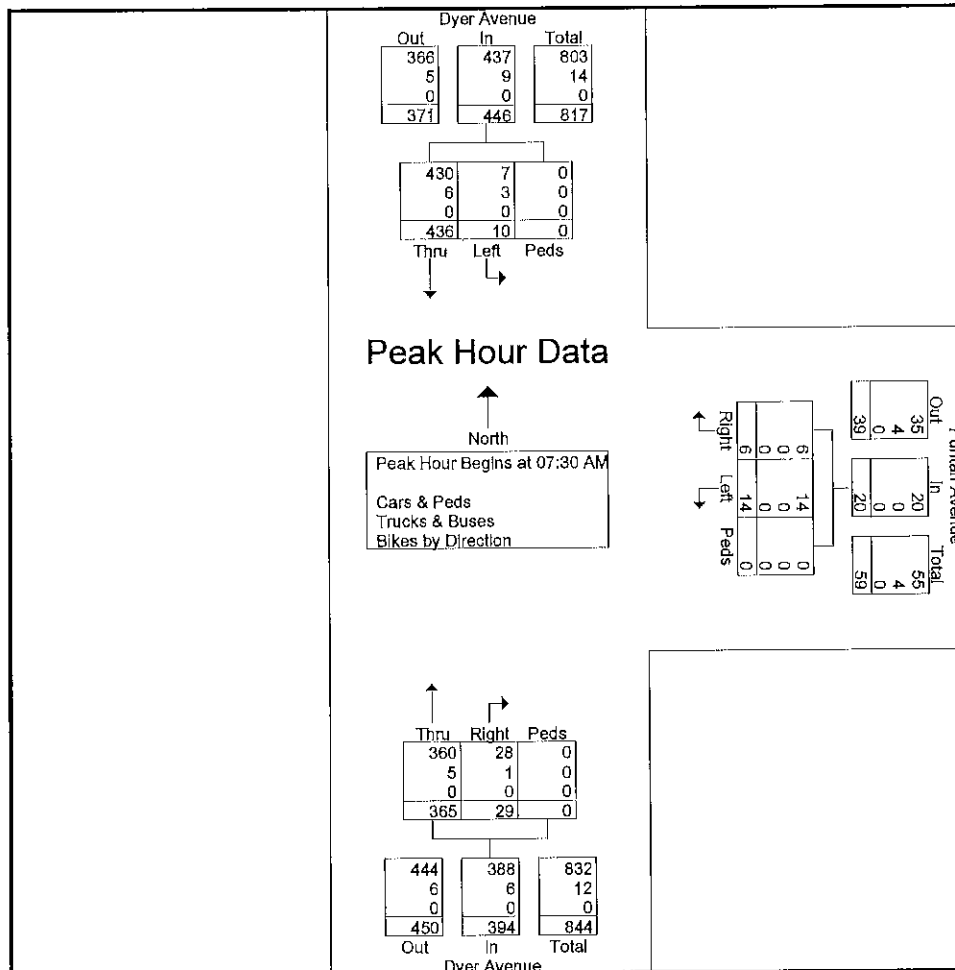 Dyer Avenue
Out In Total
366 437 803
5 9 14
0 0 0
371 446 817
430 7 0
6 3 0
0 0 0
436 10 0
Thru Left Peds
Peak Hour Data
North
Peak Hour Begins at 07:30 AM
Cars & Peds
Trucks & Buses
Bikes by Direction
Avenue
Out In Total
35 20 55
4 0 4
0 0 0
39 20 59
6 14 0
0 0 0
0 0 0
6 14 0
Right Left Peds
Thru Right Peds
360 28 0
5 1 0
0 0 0
365 29 0
444 388 832
6 6 12
0 0 0
450 394 844
Out In Total
Dyer Avenue